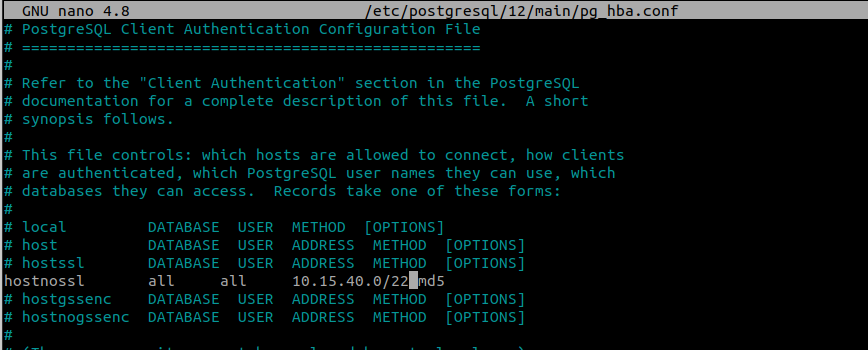 GNU nano 4.8 /etc/postgresql/12/main/pg_hba.conf
# PostgreSQL Client Authentication Configuration File
# ===================================================
#
# Refer to the "Client Authentication" section in the PostgreSQL
# documentation for a complete description of this file.  A short
# synopsis follows.
#
# This file controls: which hosts are allowed to connect, how clients
# are authenticated, which PostgreSQL user names they can use, which
# databases they can access.  Records take one of these forms:
#
# local         DATABASE  USER  METHOD  [OPTIONS]
# host          DATABASE  USER  ADDRESS  METHOD  [OPTIONS]
# hostssl       DATABASE  USER  ADDRESS  METHOD  [OPTIONS]
hostnossl       all     all     10.15.40.0/22 md5
# hostgssenc    DATABASE  USER  ADDRESS  METHOD  [OPTIONS]
# hostnogssenc  DATABASE  USER  ADDRESS  METHOD  [OPTIONS]
#